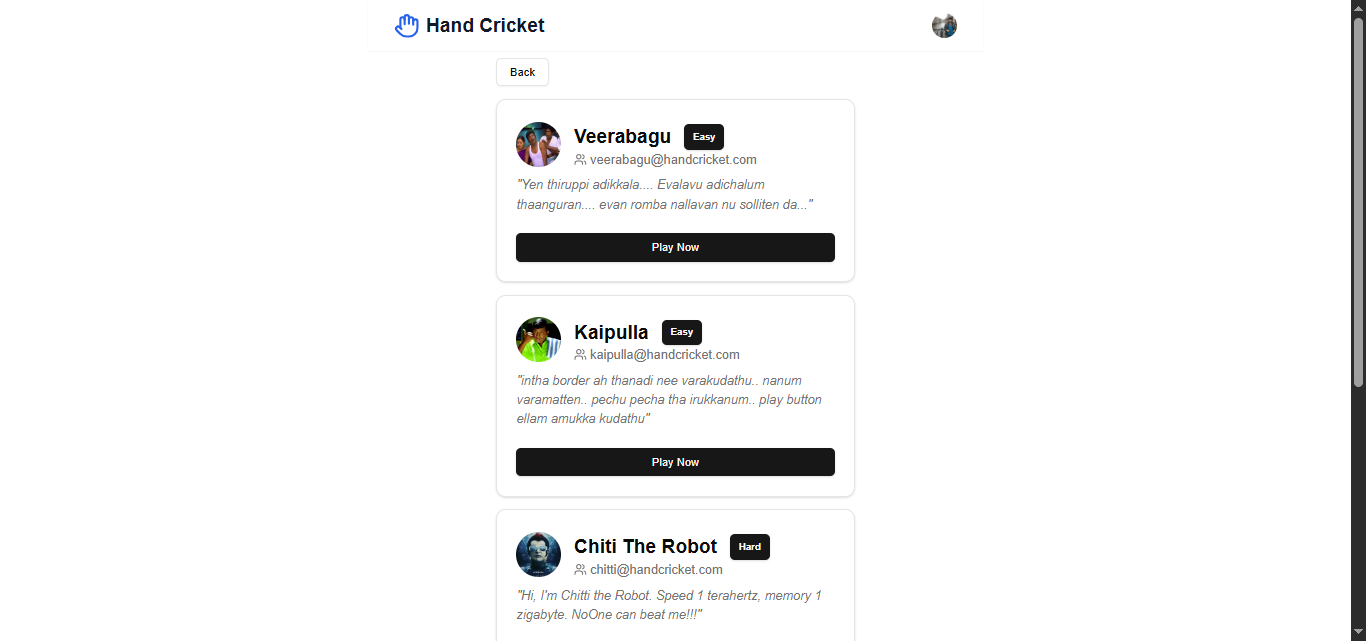 Hand Cricket
Back
Veerabagu Easy
veerabagu@handcricket.com
"Yen thiruppi adikkala.... Evalavu adichalum
thaanguran.... evan romba nallavan nu solliten da..."
Play Now
Kaipulla Easy
kaipulla@handcricket.com
"intha border ah thanadi nee varakudathu.. nanum
varamatten.. pechu pecha tha irukkanum.. play button
ellam amukka kudathu"
Play Now
Chiti The Robot Hard
chitti@handcricket.com
"Hi, I'm Chitti the Robot. Speed 1 terahertz, memory 1
zigabyte. NoOne can beat me!!!"